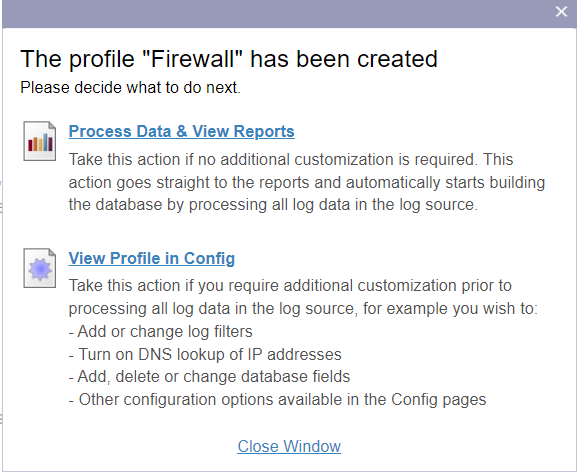 The profile "Firewall" has been created
Please decide what to do next.
Process Data & View Reports
Take this action if no additional customization is required. This
action goes straight to the reports and automatically starts building
the database by processing all log data in the log source.
View Profile in Config
Take this action if you require additional customization prior to
processing all log data in the log source, for example you wish to:
- Add or change log filters
- Turn on DNS lookup of IP addresses
- Add, delete or change database fields
- Other configuration options available in the Config pages
Close Window